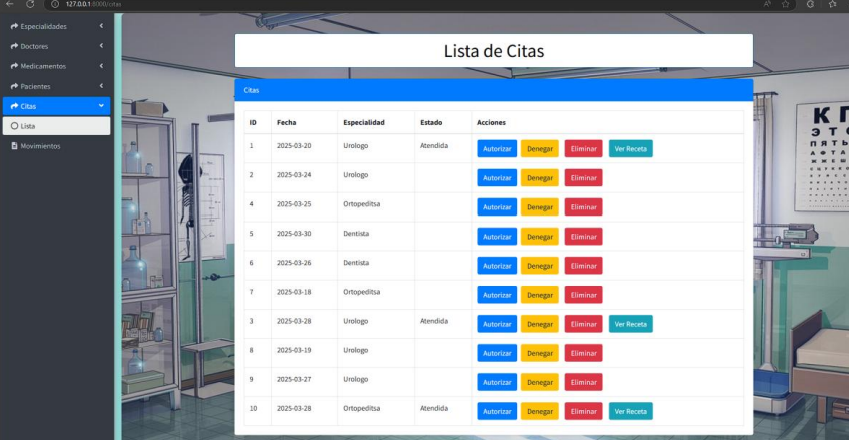 127.0.0.1:8000/citas
Especialidades
Doctores
Medicamentos
Pacientes
Citas
Lista
Movimientos
Lista de Citas
Citas
ID Fecha Especialidad Estado Acciones
1 2025-03-20 Urologo Atendida Autorizar Denegar Eliminar Ver Receta
2 2025-03-24 Urologo Autorizar Denegar Eliminar
4 2025-03-25 Ortopeditsa Autorizar Denegar Eliminar
5 2025-03-30 Dentista Autorizar Denegar Eliminar
6 2025-03-26 Dentista Autorizar Denegar Eliminar
7 2025-03-18 Ortopeditsa Autorizar Denegar Eliminar
3 2025-03-28 Urologo Atendida Autorizar Denegar Eliminar Ver Receta
8 2025-03-19 Urologo Autorizar Denegar Eliminar
9 2025-03-27 Urologo Autorizar Denegar Eliminar
10 2025-03-28 Ortopeditsa Atendida Autorizar Denegar Eliminar Ver Receta